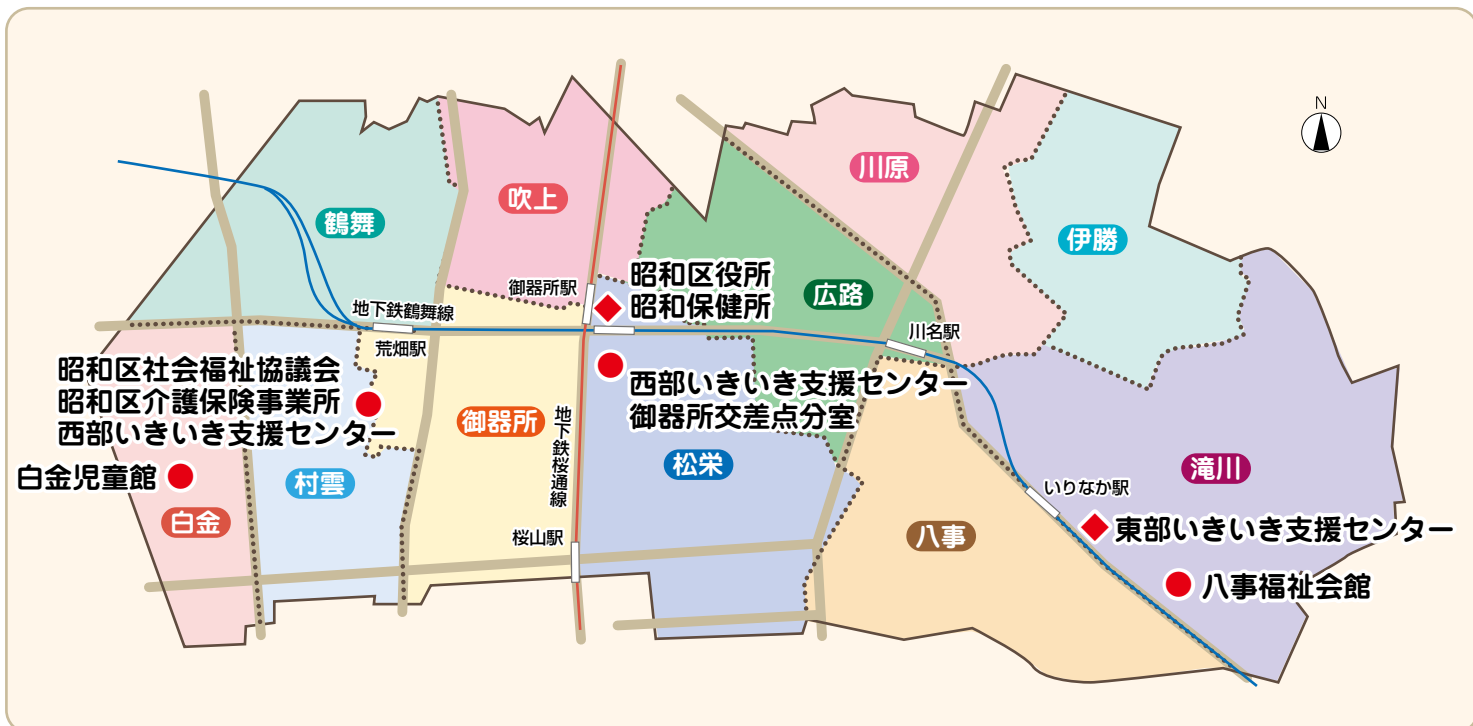 N
川原
吹上
鶴舞
伊勝
昭和区役所
昭和保健所
御器所駅
広路
地下鉄鶴舞線
荒畑駅
川名駅
昭和区社会福祉協議会
昭和区介護保険事業所
西部いきいき支援センター
西部いきいき支援センター
御器所交差点分室
御器所
地下鉄桜通線
松栄
滝川
白金児童館
村雲
いりなか駅
白金
桜山駅
八事
東部いきいき支援センター
八事福祉会館